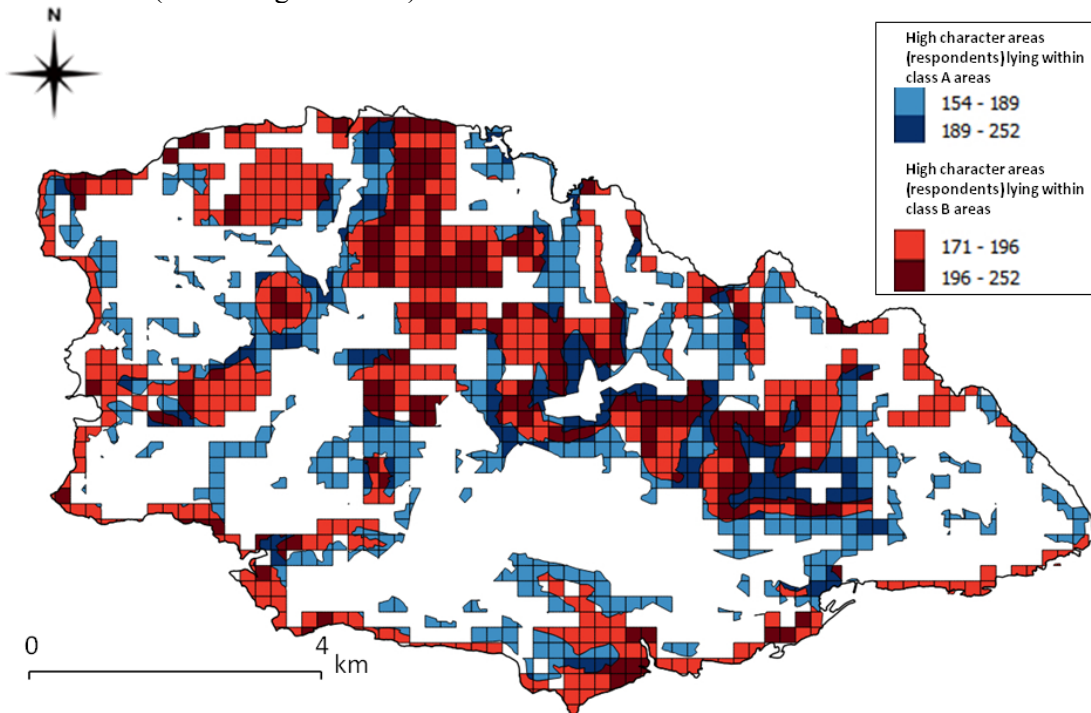 N
High character areas
(respondents) lying within
class A areas
154 - 189
189 - 252
High character areas
(respondents) lying within
class B areas
171 - 196
196 - 252
0
4
km